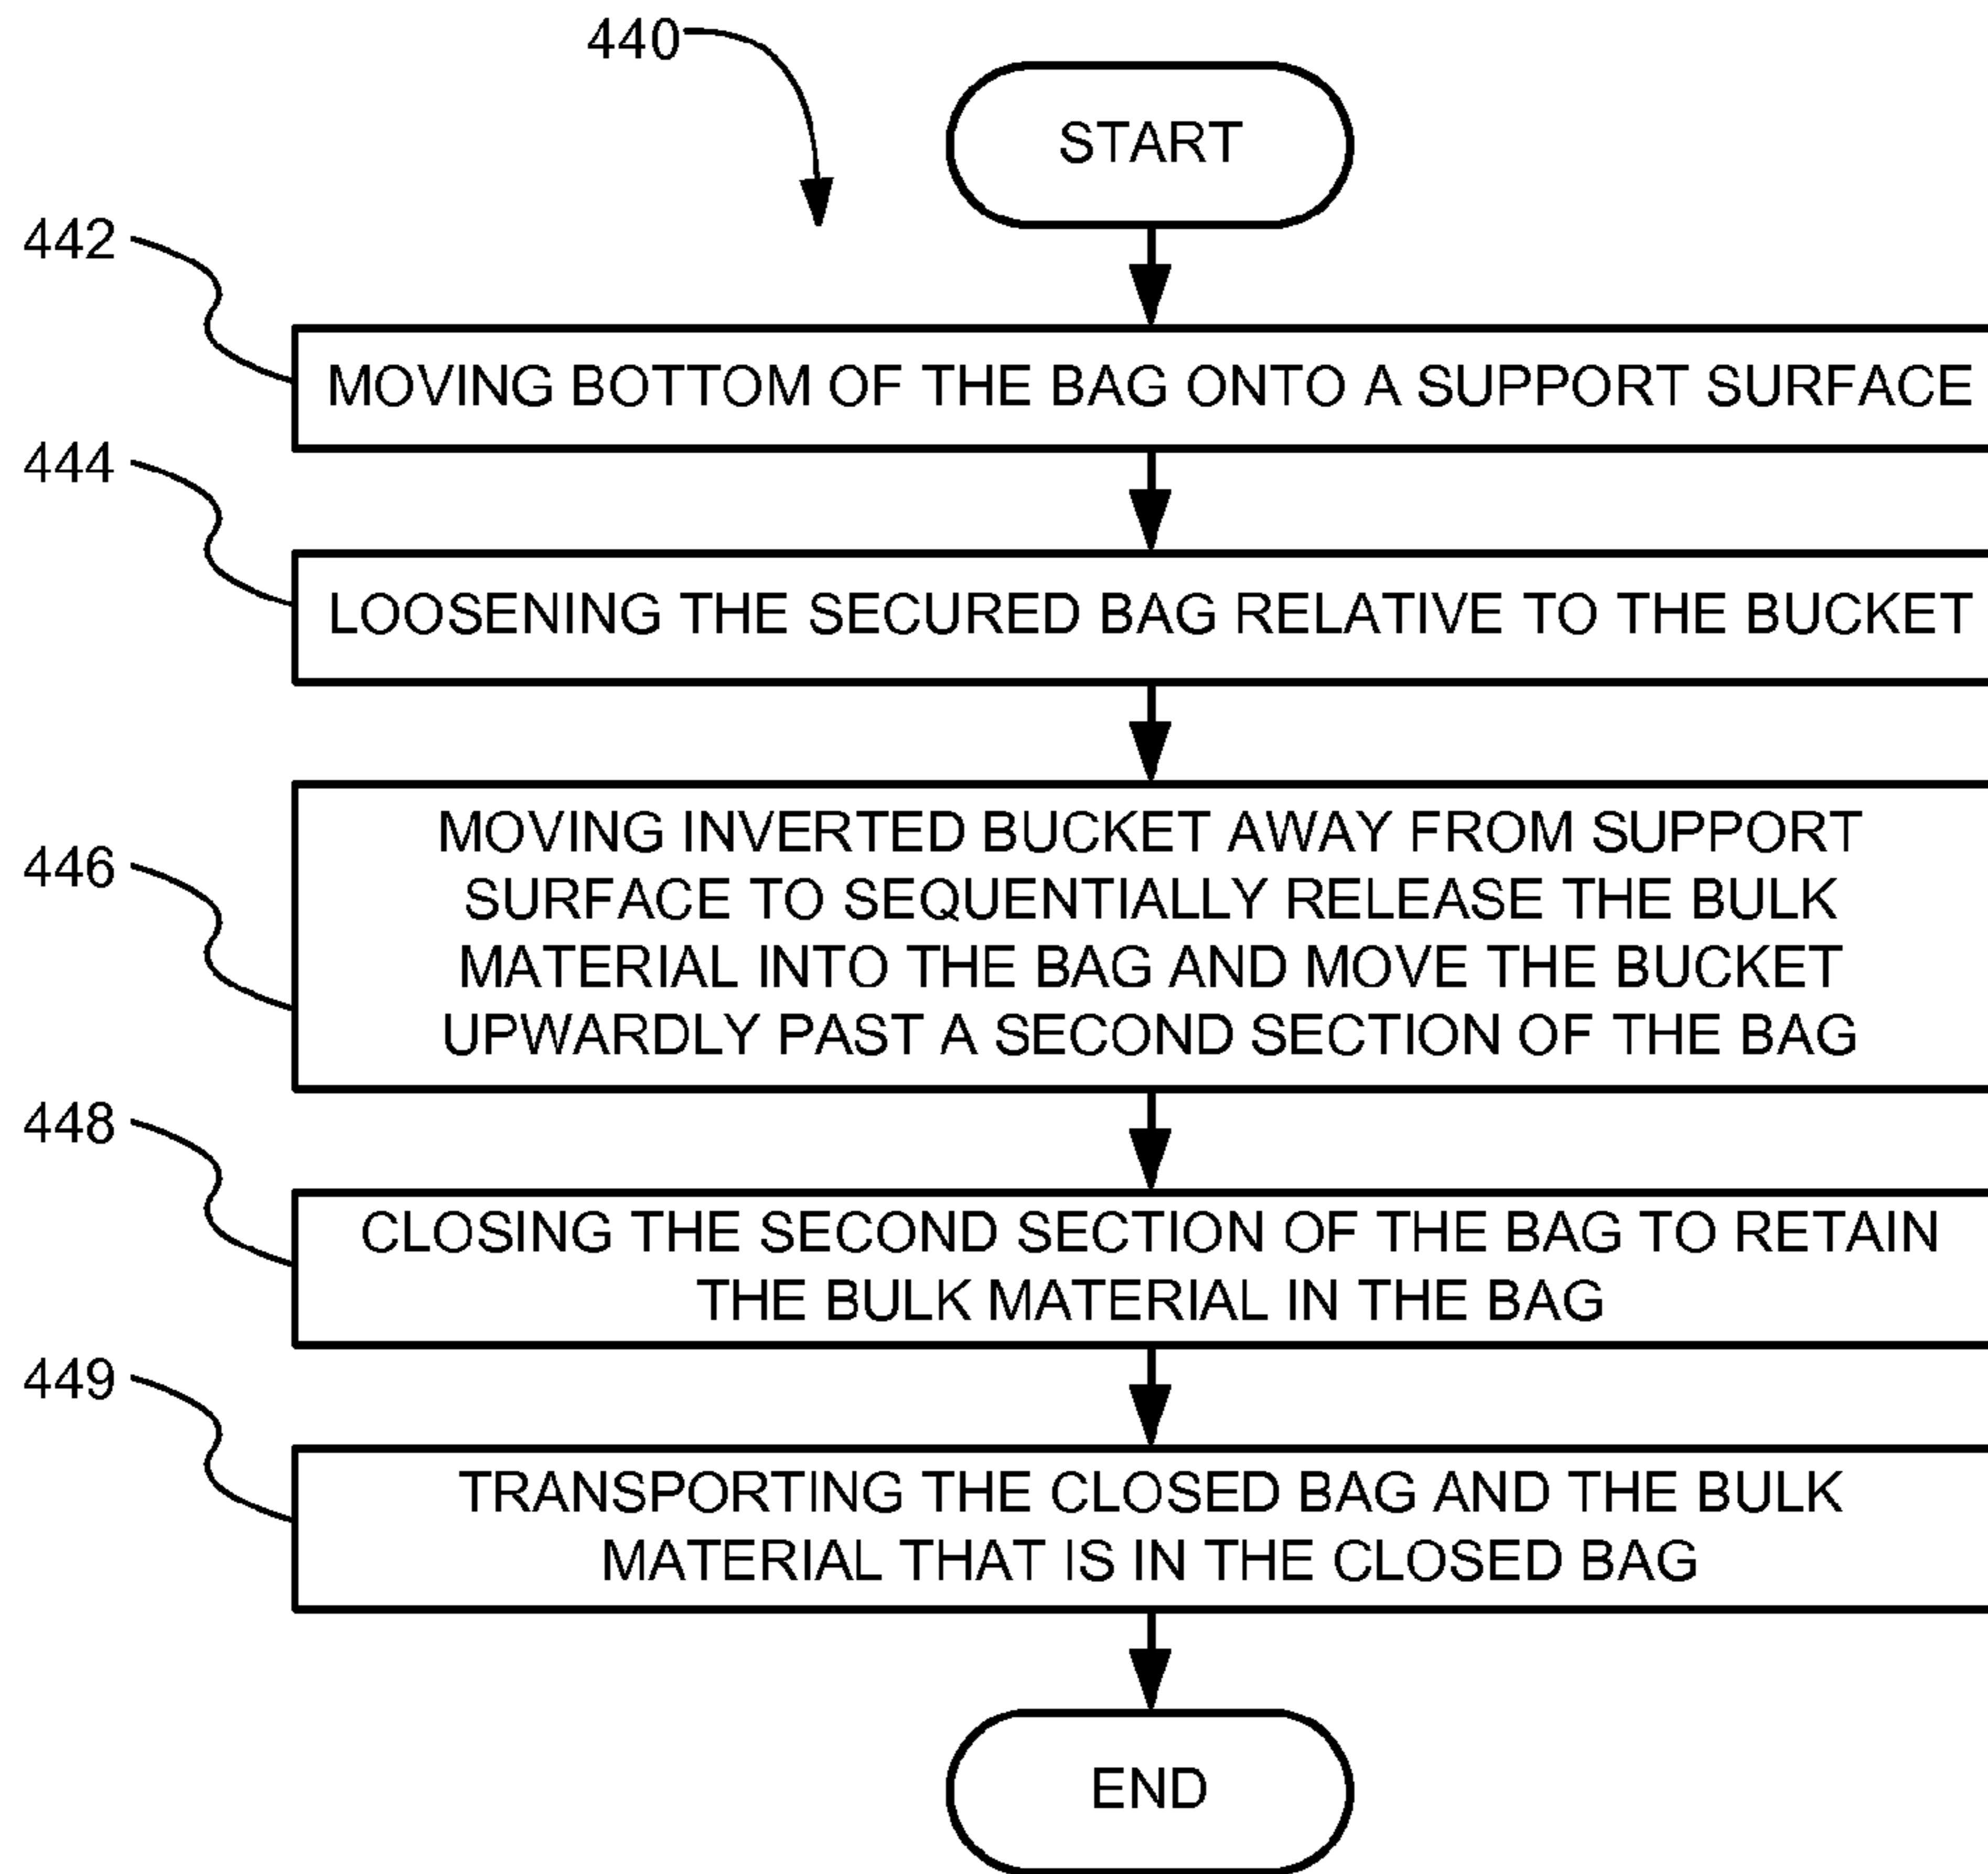 440
START
442
MOVING BOTTOM OF THE BAG ONTO A SUPPORT SURFACE
444
LOOSENING THE SECURED BAG RELATIVE TO THE BUCKET
446
MOVING INVERTED BUCKET AWAY FROM SUPPORT
SURFACE TO SEQUENTIALLY RELEASE THE BULK
MATERIAL INTO THE BAG AND MOVE THE BUCKET
UPWARDLY PAST A SECOND SECTION OF THE BAG
448
CLOSING THE SECOND SECTION OF THE BAG TO RETAIN
THE BULK MATERIAL IN THE BAG
449
TRANSPORTING THE CLOSED BAG AND THE BULK
MATERIAL THAT IS IN THE CLOSED BAG
END